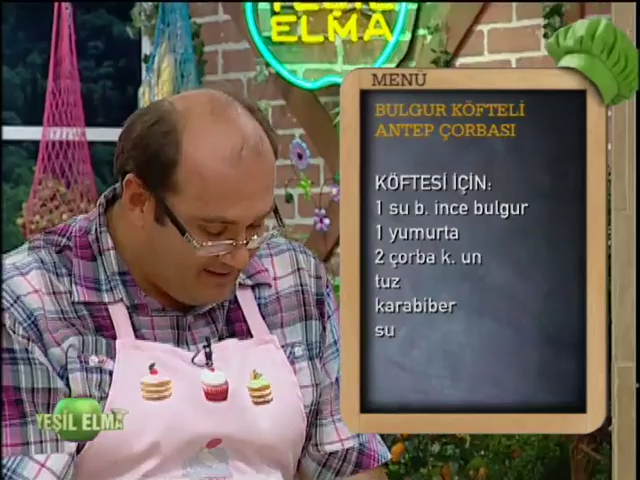 YEŞİL
ELMA
MENÜ
BULGUR KÖFTELİ
ANTEP ÇORBASI
KÖFTESİ İÇİN:
1 su b. ince bulgur
1 yumurta
2 çorba k. un
tuz
karabiber
su
YEŞİL ELMA